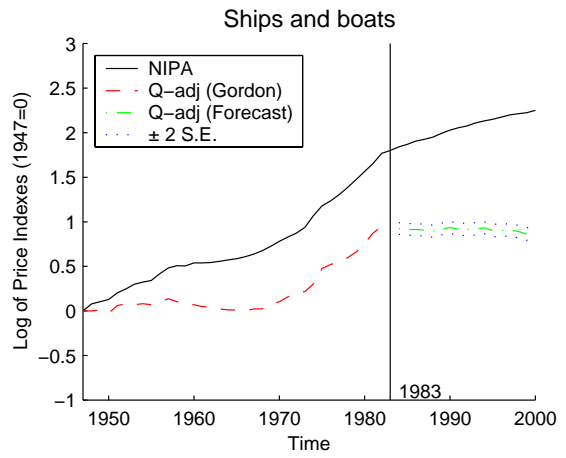 Ships and boats
NIPA
Q−adj (Gordon)
Q−adj (Forecast)
± 2 S.E.
Log of Price Indexes (1947=0)
3
2.5
2
1.5
1
0.5
0
−0.5
−1
1983
1950
1960
1970
1980
1990
2000
Time